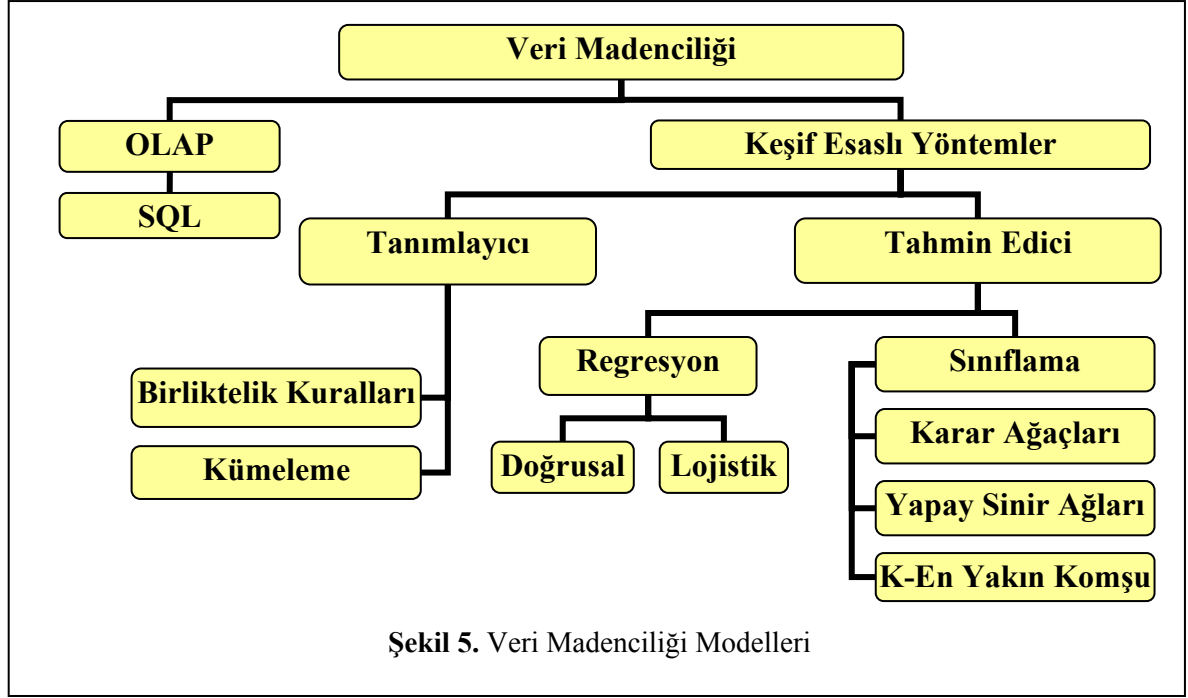 Veri Madenciliği
OLAP
Keşif Esaslı Yöntemler
SQL
Tanımlayıcı
Tahmin Edici
Regresyon
Sınıflama
Birliktelik Kuralları
Karar Ağaçları
Kümeleme
Doğrusal
Lojistik
Yapay Sinir Ağları
K-En Yakın Komşu
Şekil 5. Veri Madenciliği Modelleri